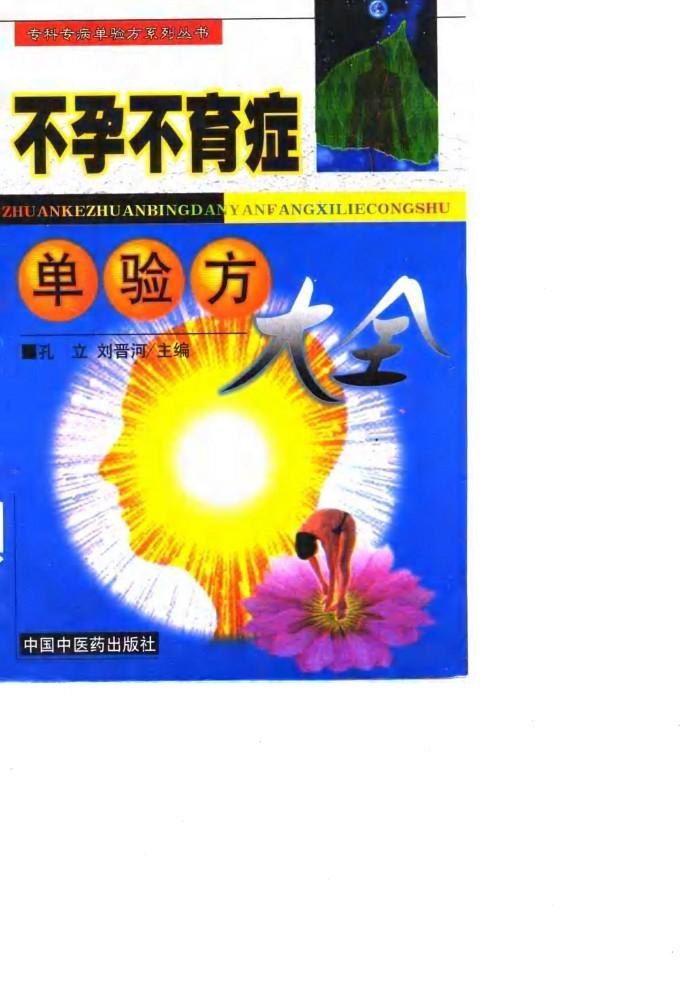 专科专病单验方系列丛书
不孕不育症
ZHUANKEZHUANBINGDANYANFANGXILIECONGSHU
单验方
大全
■孔 立 刘晋河/主编
中国中医药出版社